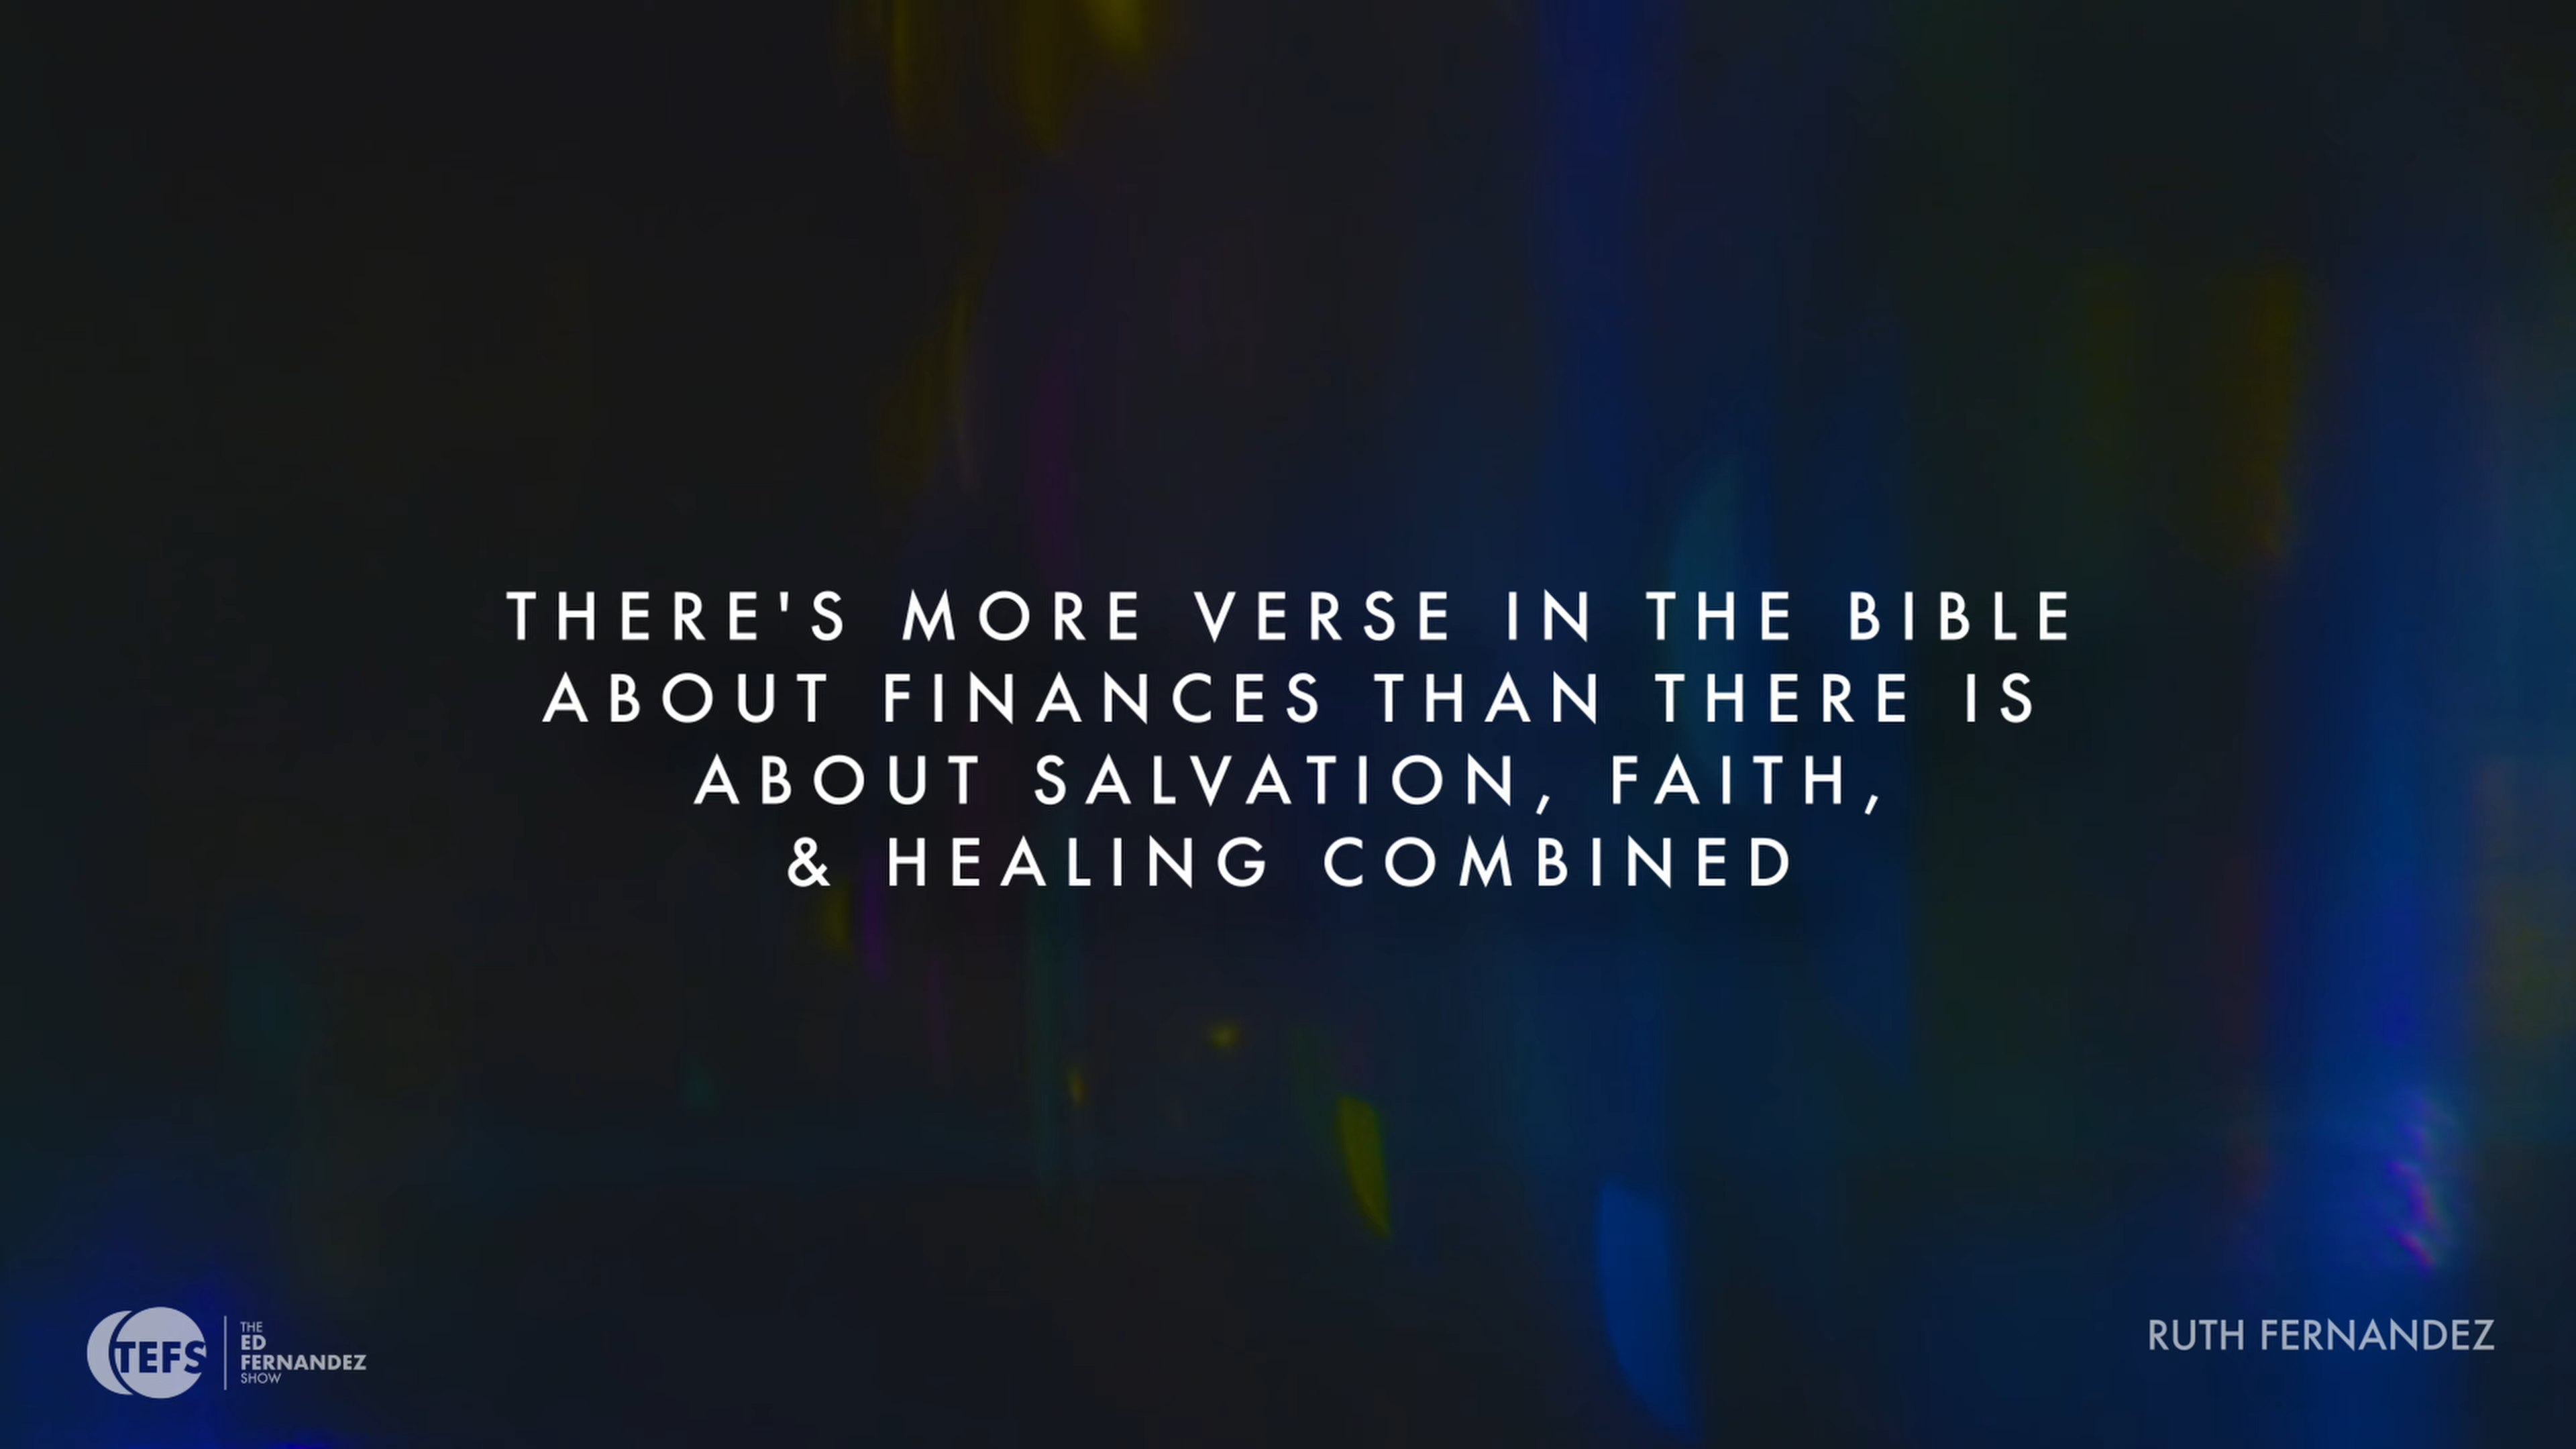 THERE'S MORE VERSE IN THE BIBLE
ABOUT FINANCES THAN THERE IS
ABOUT SALVATION, FAITH,
& HEALING COMBINED
TEFS
THE
ED
FERNANDEZ
SHOW
RUTH FERNANDEZ